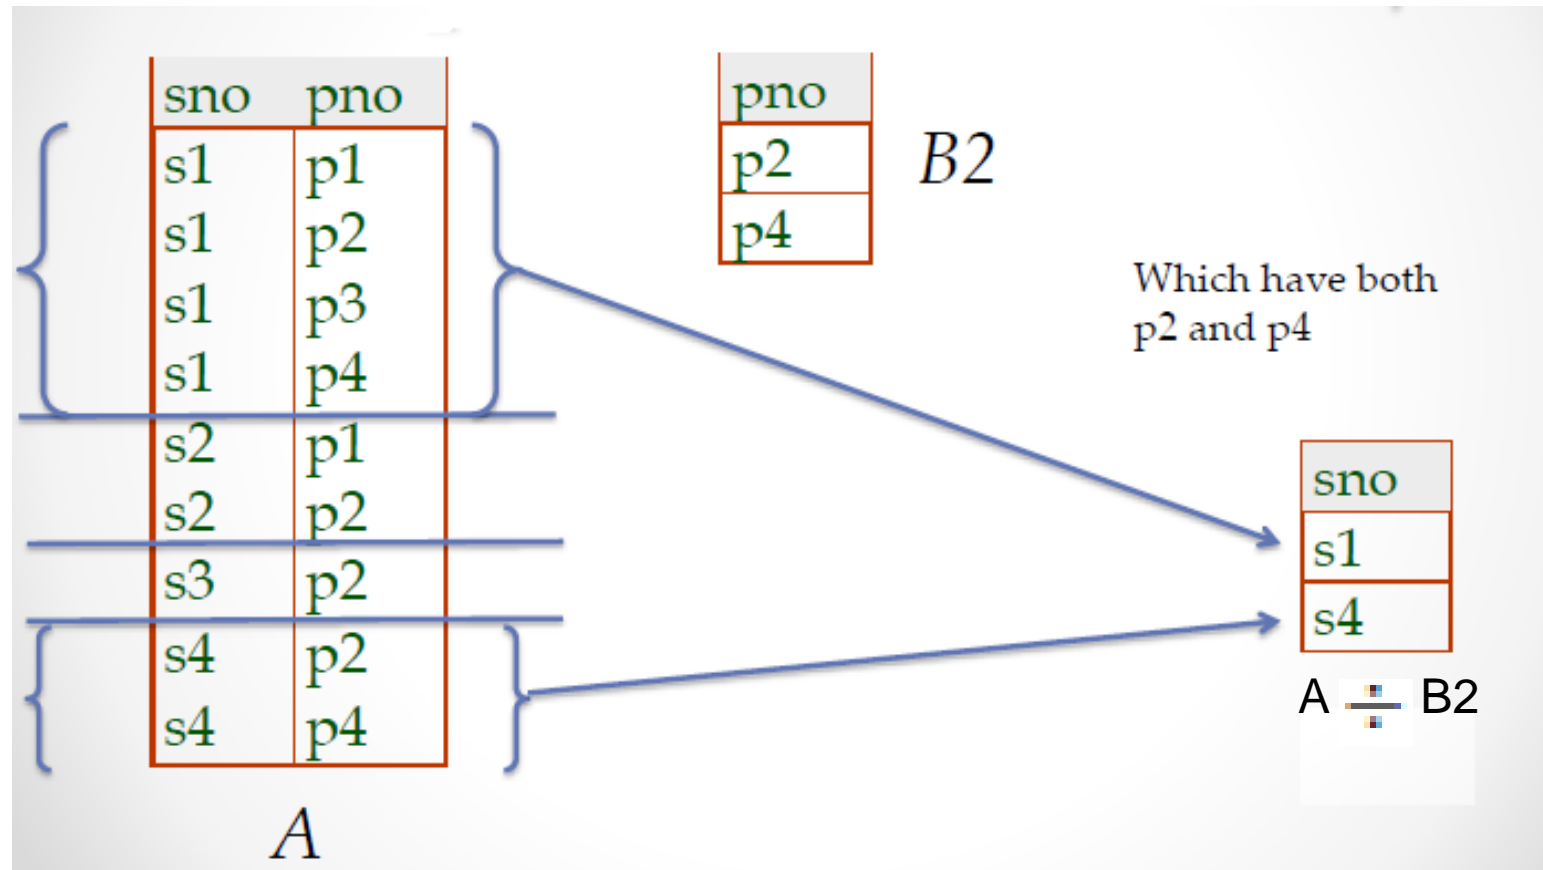 sno pno
s1 p1
s1 p2
s1 p3
s1 p4
s2 p1
s2 p2
s3 p2
s4 p2
s4 p4
A
pno
p2
p4
B2
Which have both
p2 and p4
sno
s1
s4
A ÷ B2